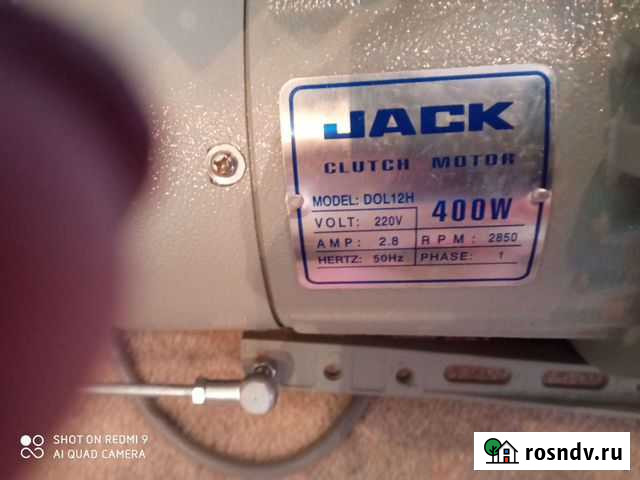 JACK
CLUTCH MOTOR
MODEL: DOL12H
400W
VOLT: 220V
AMP: 2.8
RPM: 2850
HERTZ: 50Hz
PHASE: 1
SHOT ON REDMI 9
AI QUAD CAMERA
rosndv.ru